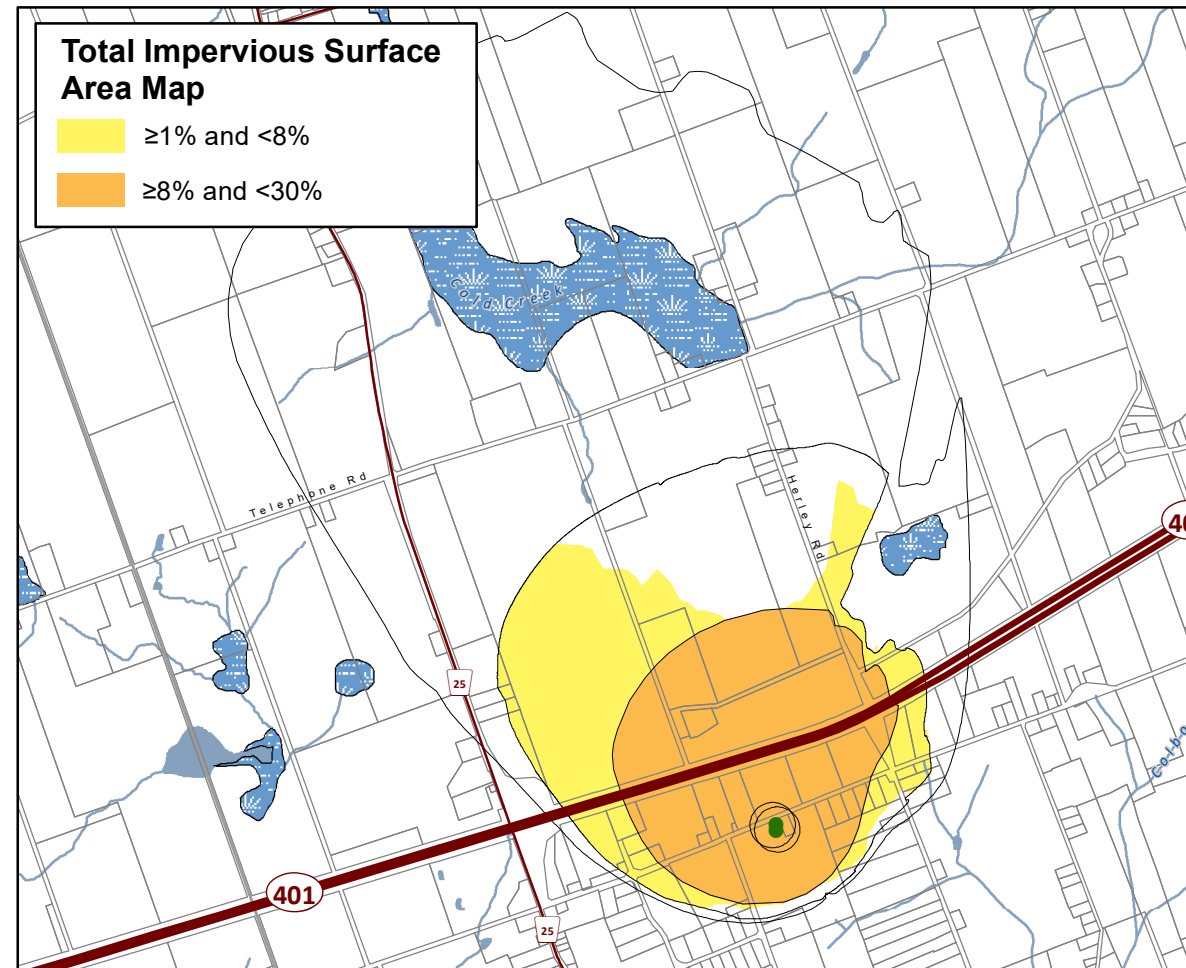 Total Impervious Surface
Area Map
≥1% and <8%
≥8% and <30%
Cold Creek
Telephone Rd
Herley Rd
25
401
25